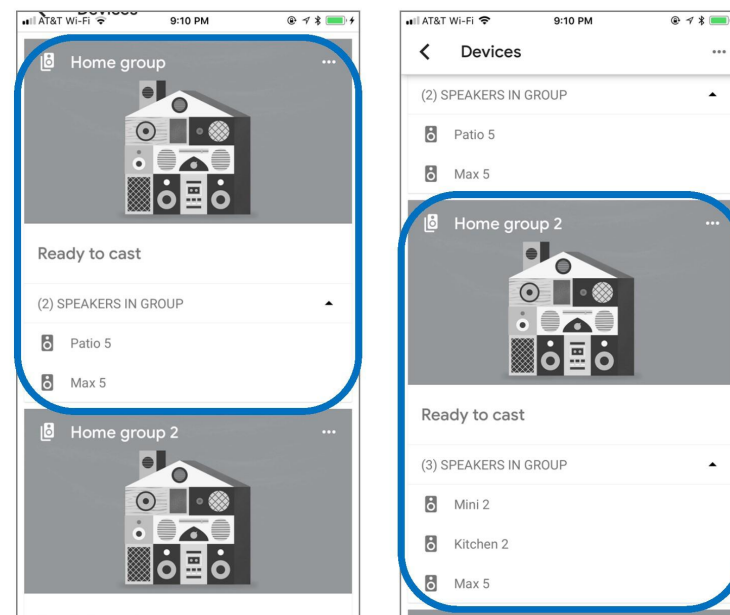 AT&T Wi-Fi 9:10 PM
Devices
Home group
Ready to cast
(2) SPEAKERS IN GROUP
Patio 5
Max 5
Home group 2
AT&T Wi-Fi 9:10 PM
Devices
(2) SPEAKERS IN GROUP
Patio 5
Max 5
Home group 2
Ready to cast
(3) SPEAKERS IN GROUP
Mini 2
Kitchen 2
Max 5